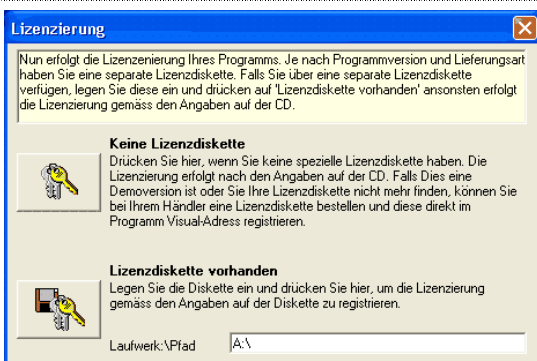 Lizenzierung
Nun erfolgt die Lizenzenierung Ihres Programms. Je nach Programmversion und Lieferungsart
haben Sie eine separate Lizenzdiskette. Falls Sie über eine separate Lizenzdiskette
verfügen, legen Sie diese ein und drücken auf 'Lizenzdiskette vorhanden' ansonsten erfolgt
die Lizenzierung gemäss den Angaben auf der CD.
Keine Lizenzdiskette
Drücken Sie hier, wenn Sie keine spezielle Lizenzdiskette haben. Die
Lizenzierung erfolgt nach den Angaben auf der CD. Falls Dies eine
Demoversion ist oder Sie Ihre Lizenzdiskette nicht mehr finden, können Sie
bei Ihrem Händler eine Lizenzdiskette bestellen und diese direkt im
Programm Visual-Adress registrieren.
Lizenzdiskette vorhanden
Legen Sie die Diskette ein und drücken Sie hier, um die Lizenzierung
gemäss den Angaben auf der Diskette zu registrieren.
Laufwerk:\Pfad A:\